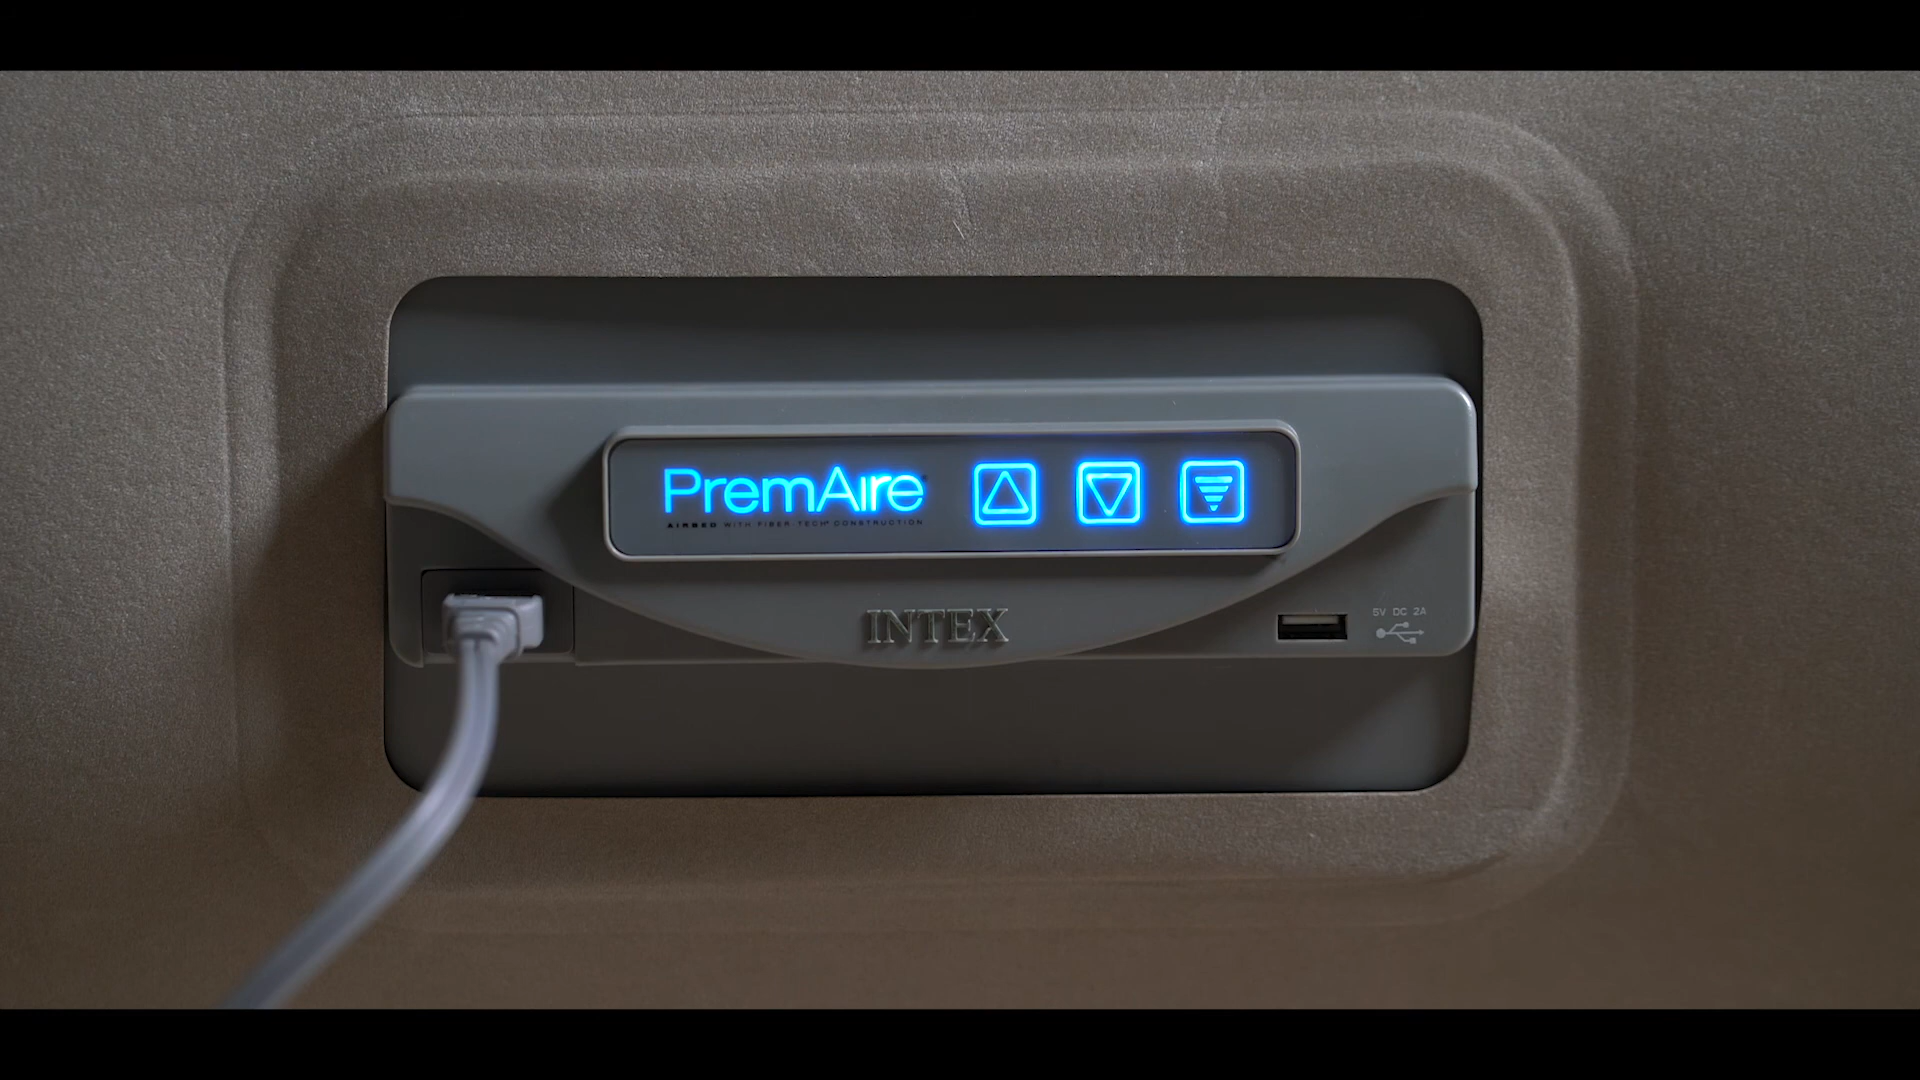 PremAire
AIRBED WITH FIBER-TECH® CONSTRUCTION
INTEX
5V DC 2A